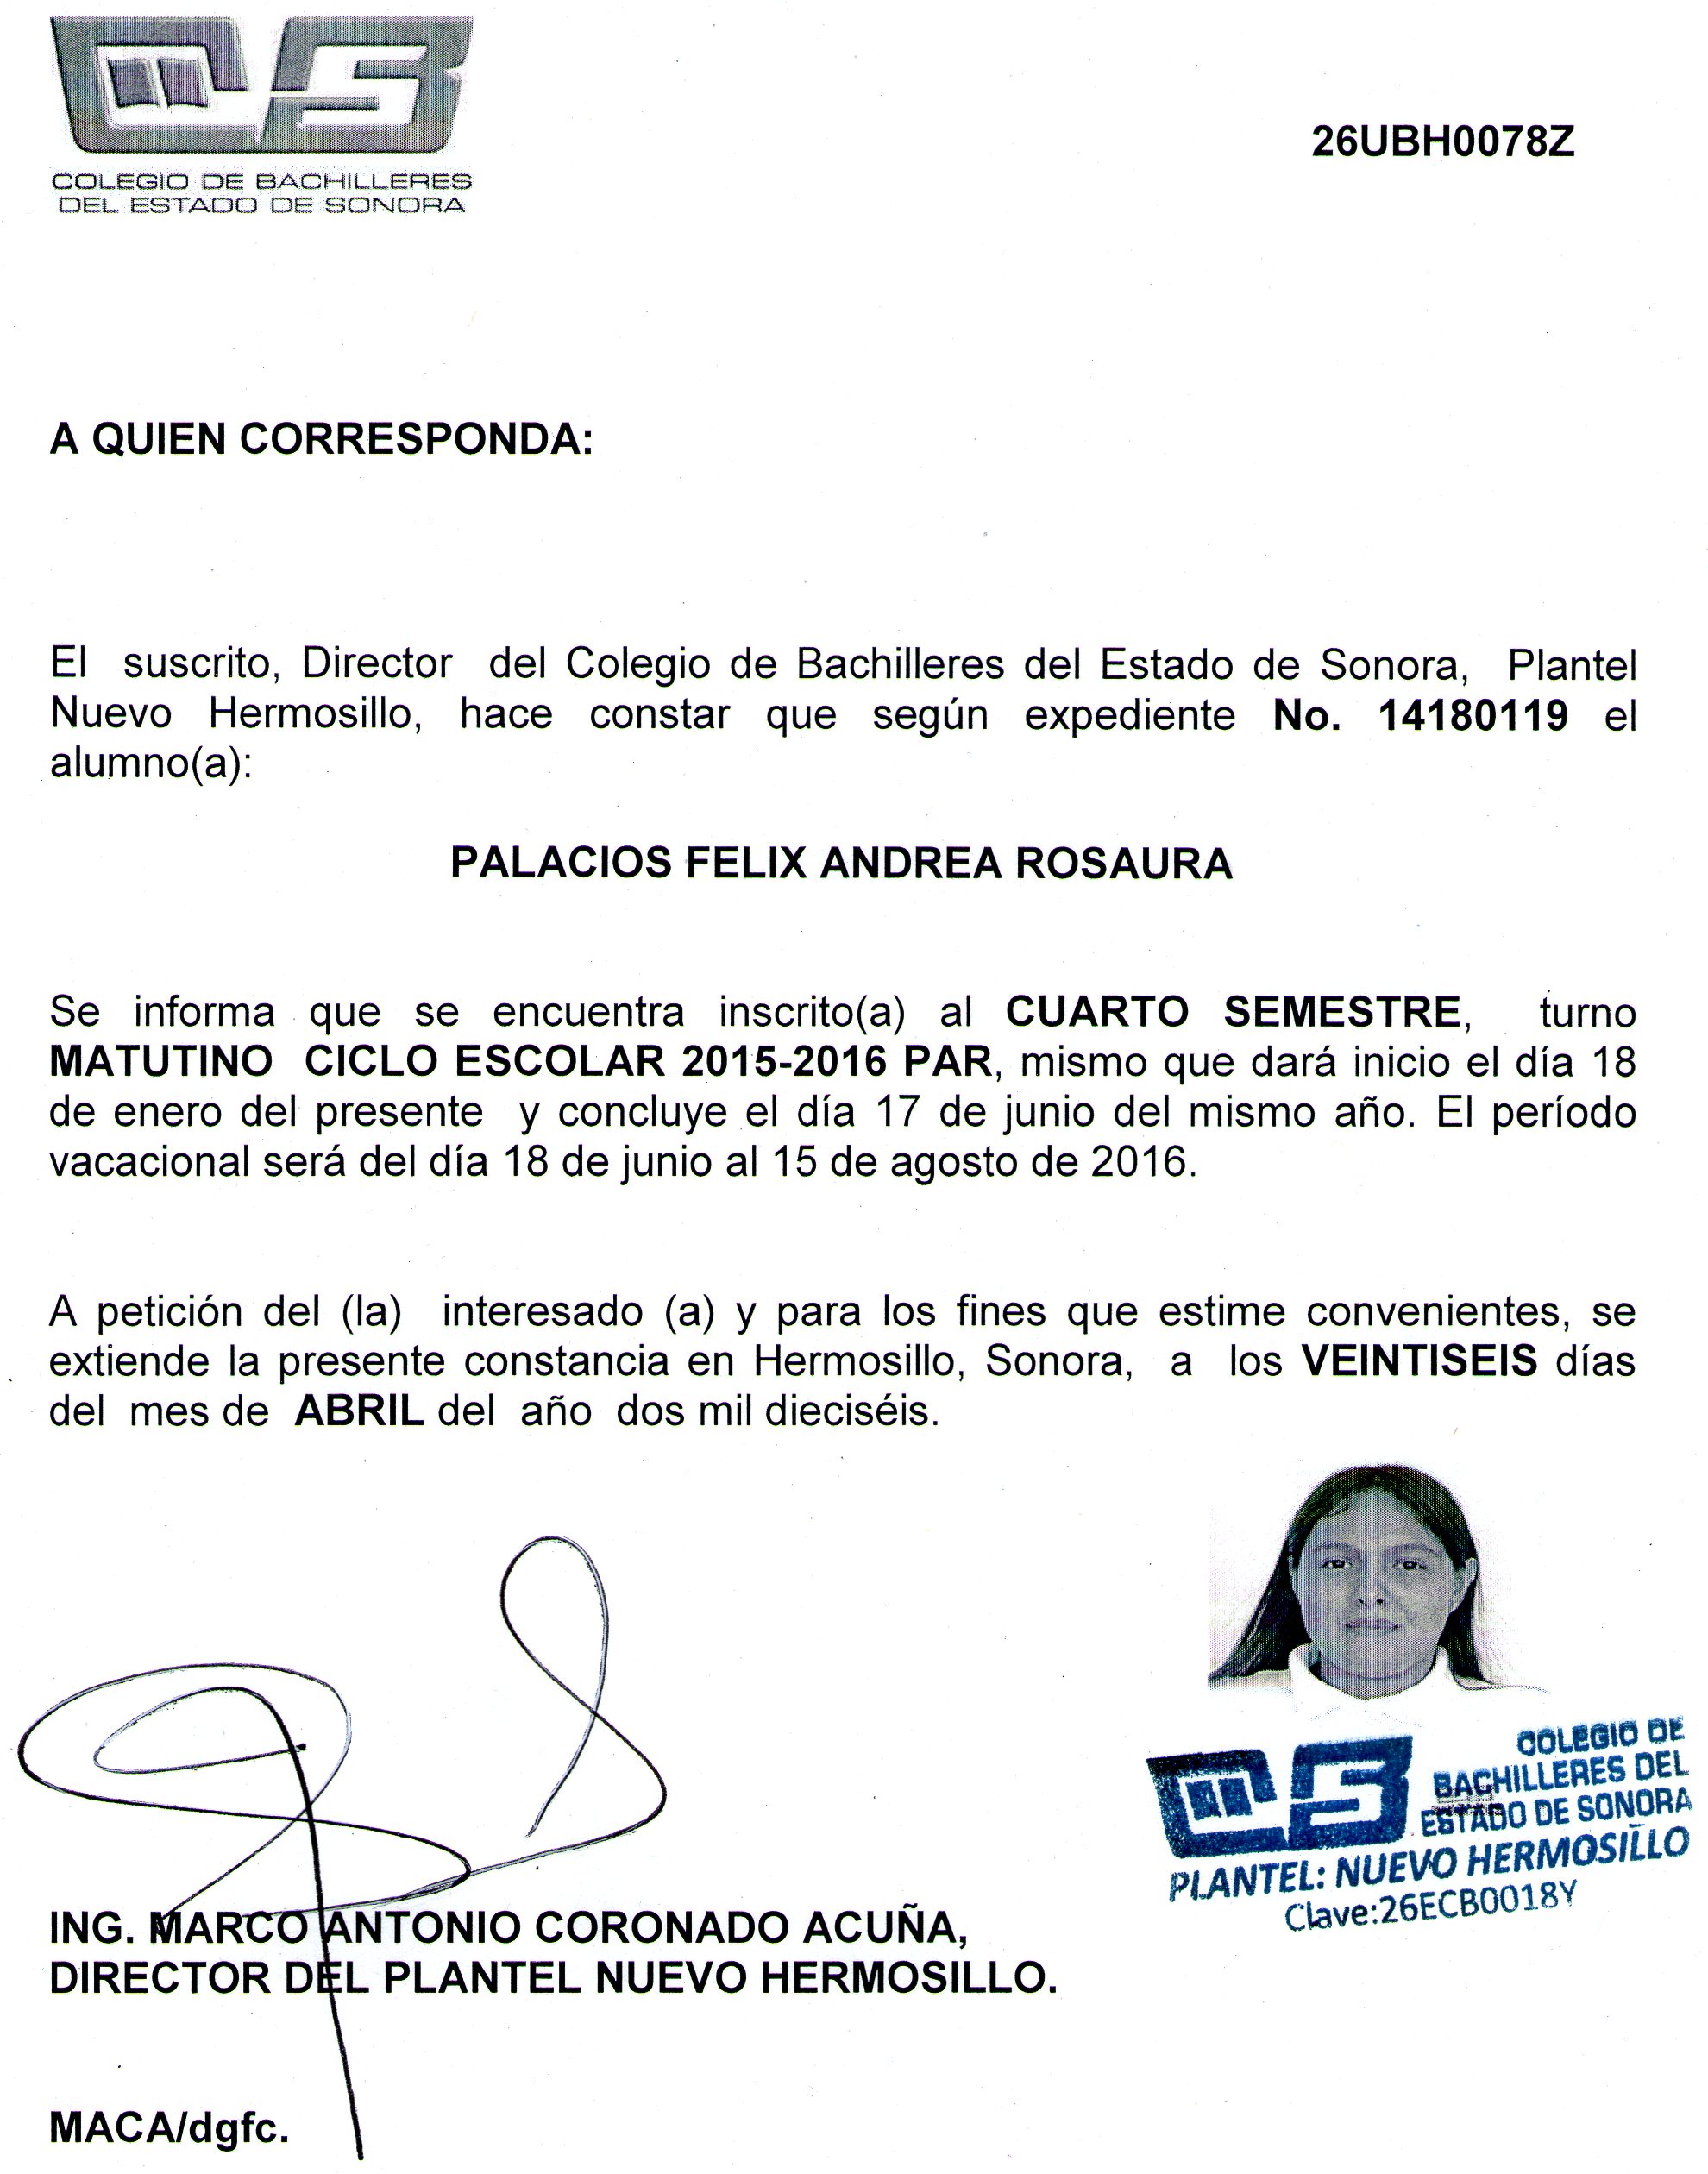 COLEGIO DE BACHILLERES
DEL ESTADO DE SONORA
26UBH0078Z
A QUIEN CORRESPONDA:
El suscrito, Director del Colegio de Bachilleres del Estado de Sonora, Plantel
Nuevo Hermosillo, hace constar que según expediente No. 14180119 el
alumno(a):
PALACIOS FELIX ANDREA ROSAURA
Se informa que se encuentra inscrito(a) al CUARTO SEMESTRE, turno
MATUTINO CICLO ESCOLAR 2015-2016 PAR, mismo que dará inicio el día 18
de enero del presente y concluye el día 17 de junio del mismo año. El período
vacacional será del día 18 de junio al 15 de agosto de 2016.
A petición del (la) interesado (a) y para los fines que estime convenientes, se
extiende la presente constancia en Hermosillo, Sonora, a los VEINTISEIS días
del mes de ABRIL del año dos mil dieciséis.
COLEGIO DE
BACHILLERES DEL
ESTADO DE SONORA
PLANTEL: NUEVO HERMOSILLO
Clave:26ECB0018Y
ING. MARCO ANTONIO CORONADO ACUÑA,
DIRECTOR DEL PLANTEL NUEVO HERMOSILLO.
MACA/dgfc.